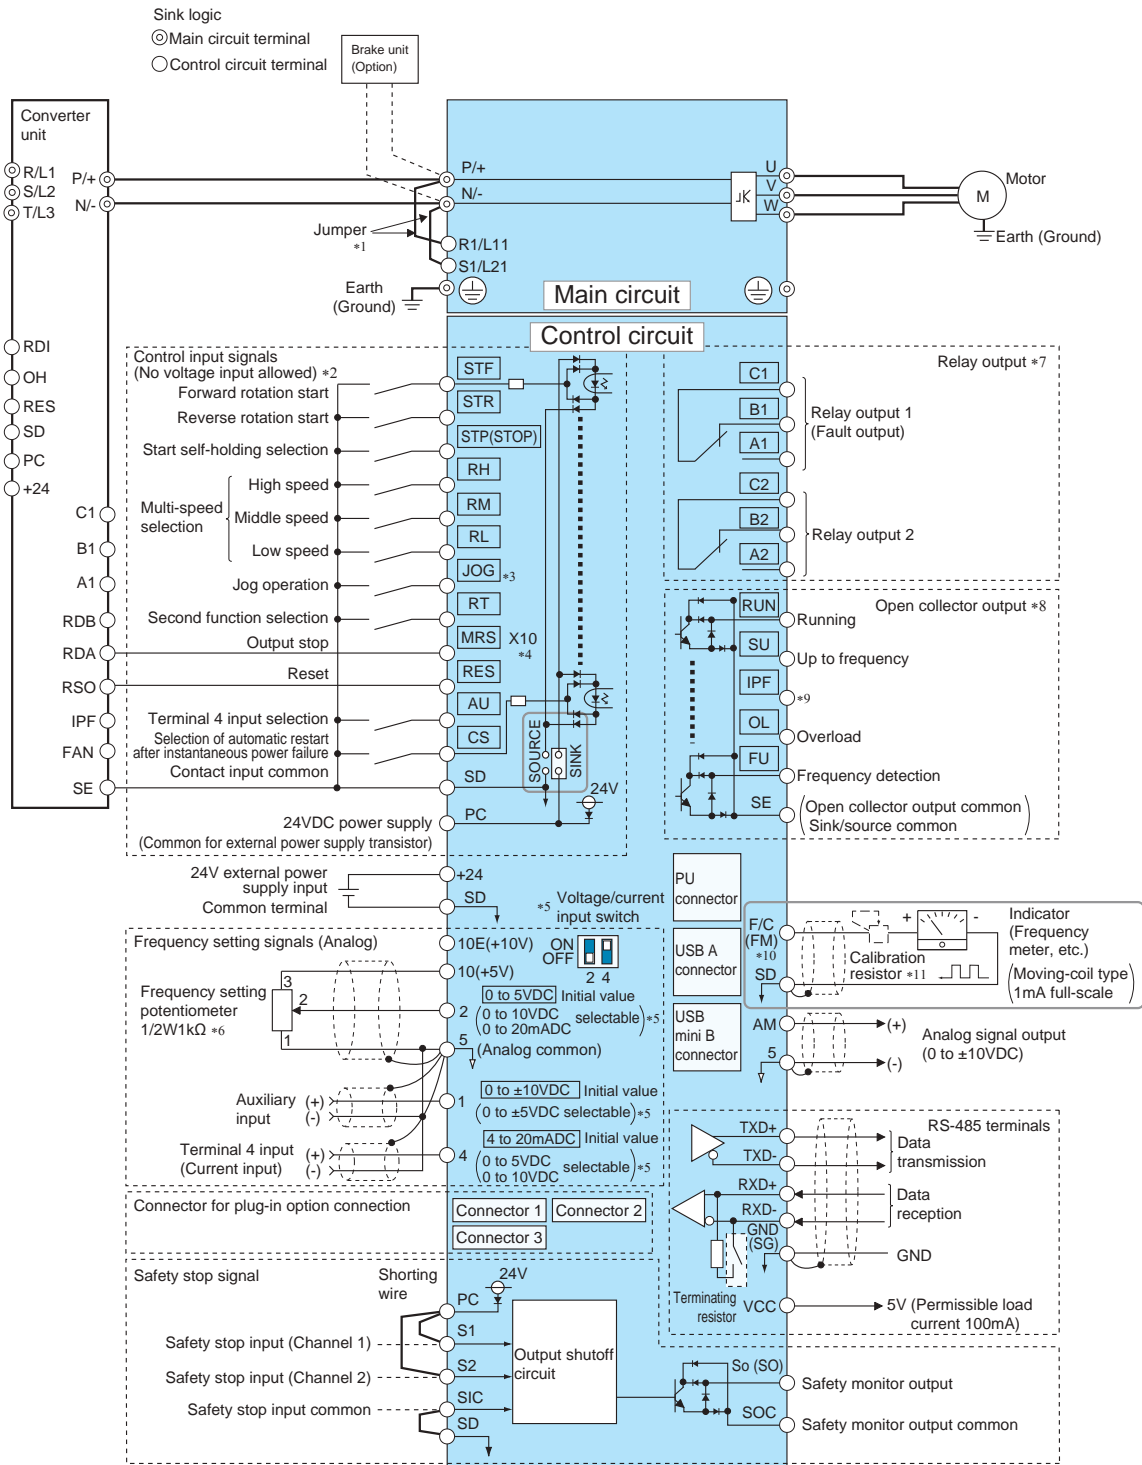 Sink logic
Main circuit terminal
Control circuit terminal
Brake unit
(Option)
Converter
unit
R/L1
S/L2
T/L3
P/+
N/-
P/+
N/-
Jumper
*1
R1/L11
S1/L21
Earth
(Ground)
Main circuit
U
V
W
M
Motor
Earth (Ground)
Control circuit
RDI
OH
RES
SD
PC
+24
C1
B1
A1
RDB
RDA
RSO
IPF
FAN
SE
Control input signals
(No voltage input allowed) *2
Forward rotation start
Reverse rotation start
Start self-holding selection
Multi-speed
selection
High speed
Middle speed
Low speed
Jog operation
Second function selection
Output stop
Reset
Terminal 4 input selection
Selection of automatic restart
after instantaneous power failure
Contact input common
24VDC power supply
(Common for external power supply transistor)
STF
STR
STP(STOP)
RH
RM
RL
JOG *3
RT
MRS X10
*4
RES
AU
CS
SD
PC
SOURCE
SINK
24V
Relay output *7
C1
B1
A1
Relay output 1
(Fault output)
C2
B2
A2
Relay output 2
Open collector output *8
RUN
Running
SU
Up to frequency
IPF
*9
OL
Overload
FU
Frequency detection
SE
(Open collector output common
Sink/source common)
24V external power
supply input
Common terminal
+24
SD
*5 Voltage/current
input switch
ON
OFF
2 4
PU
connector
USB A
connector
USB
mini B
connector
F/C
(FM)
*10
SD
+ -
Indicator
(Frequency
meter, etc.)
Calibration
resistor *11
(Moving-coil type
1mA full-scale)
AM
5
(+)
(-)
Analog signal output
(0 to ±10VDC)
Frequency setting signals (Analog)
Frequency setting
potentiometer
1/2W1kΩ *6
3
2
1
10E(+10V)
10(+5V)
2
0 to 5VDC Initial value
(0 to 10VDC
0 to 20mADC selectable)*5
5
(Analog common)
Auxiliary
input
(+)
(-)
1
0 to ±10VDC Initial value
(0 to ±5VDC selectable)*5
Terminal 4 input
(Current input)
(+)
(-)
4
4 to 20mADC Initial value
(0 to 5VDC
0 to 10VDC selectable)*5
RS-485 terminals
TXD+
TXD-
Data
transmission
RXD+
RXD-
Data
reception
GND
(SG)
GND
Terminating
resistor
VCC
5V (Permissible load
current 100mA)
Connector for plug-in option connection
Connector 1
Connector 2
Connector 3
Safety stop signal
Shorting
wire
24V
PC
S1
S2
SIC
SD
Safety stop input (Channel 1)
Safety stop input (Channel 2)
Safety stop input common
Output shutoff
circuit
So (SO)
SOC
Safety monitor output
Safety monitor output common